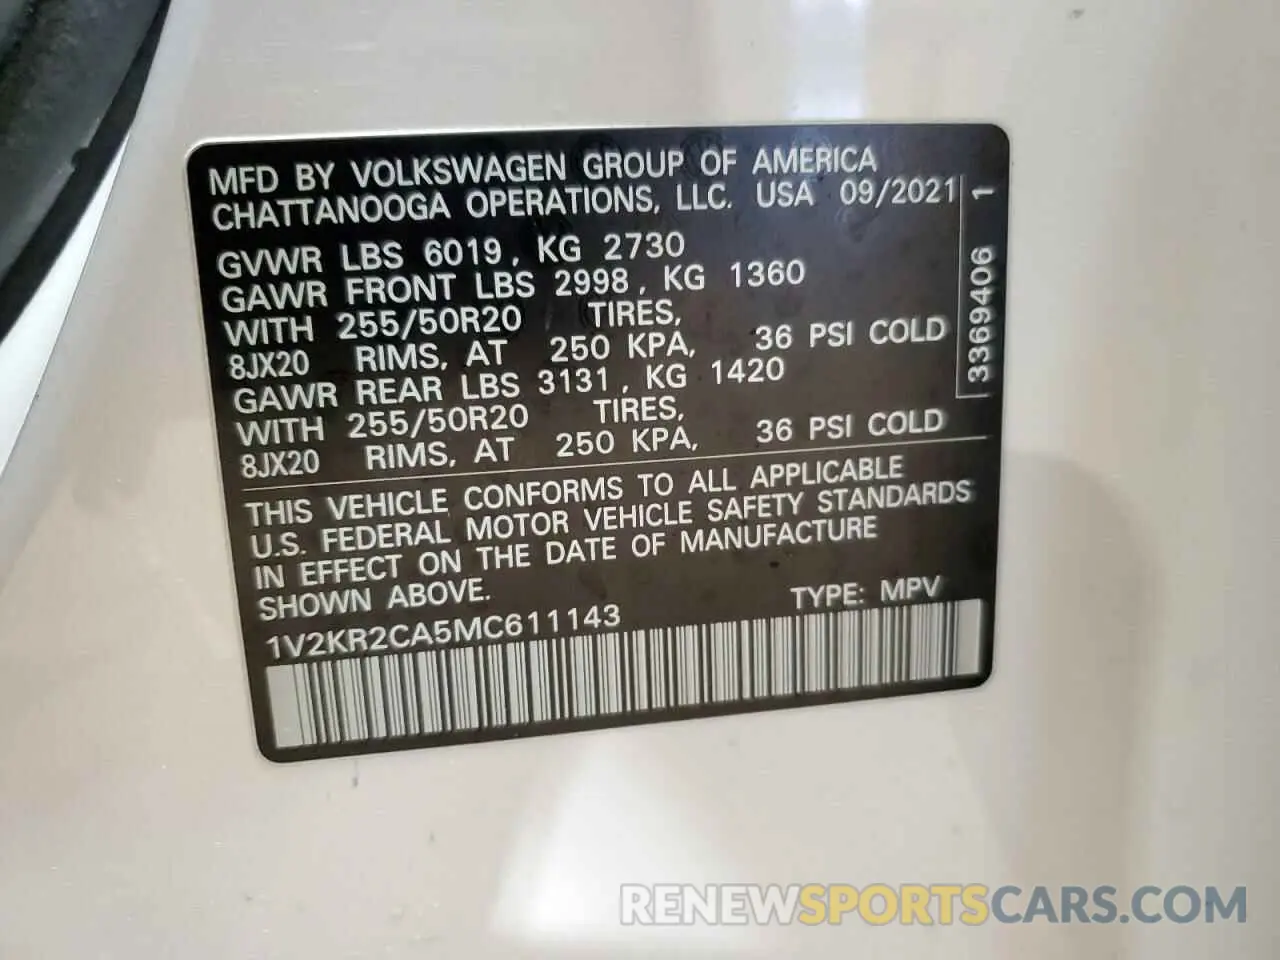 MFD BY VOLKSWAGEN GROUP OF AMERICA
CHATTANOOGA OPERATIONS, LLC. USA 09/2021
GVWR LBS 6019, KG 2730
GAWR FRONT LBS 2998, KG 1360
WITH 255/50R20 TIRES,
8JX20 RIMS, AT 250 KPA, 36 PSI COLD
GAWR REAR LBS 3131, KG 1420
WITH 255/50R20 TIRES,
8JX20 RIMS, AT 250 KPA, 36 PSI COLD
3369406 1
THIS VEHICLE CONFORMS TO ALL APPLICABLE
U.S. FEDERAL MOTOR VEHICLE SAFETY STANDARDS
IN EFFECT ON THE DATE OF MANUFACTURE
SHOWN ABOVE.
1V2KR2CA5MC611143 TYPE: MPV
RENEWSPORTSCARS.COM